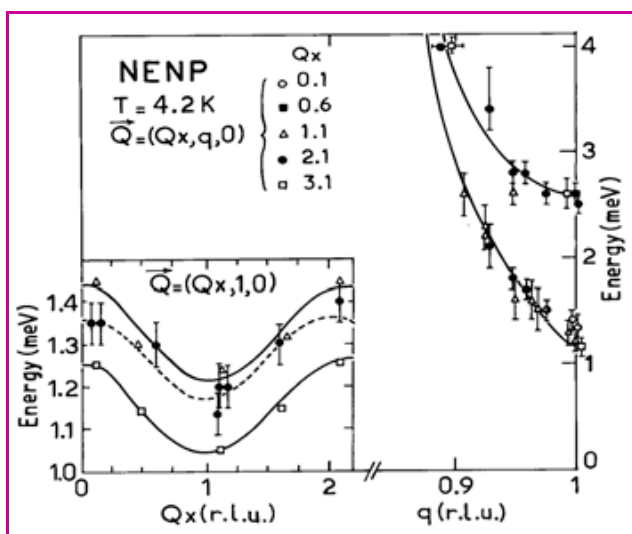 NENP
T = 4.2 K
Q=(Qx,q,0)
Qx
○ 0.1
■ 0.6
△ 1.1
● 2.1
□ 3.1
4
3
2
1
0
Energy (meV)
0.9
1
q (r.l.u.)
Q=(Qx,1,0)
1.4
1.3
1.2
1.1
1.0
Energy (meV)
0
1
2
Qx (r.l.u.)